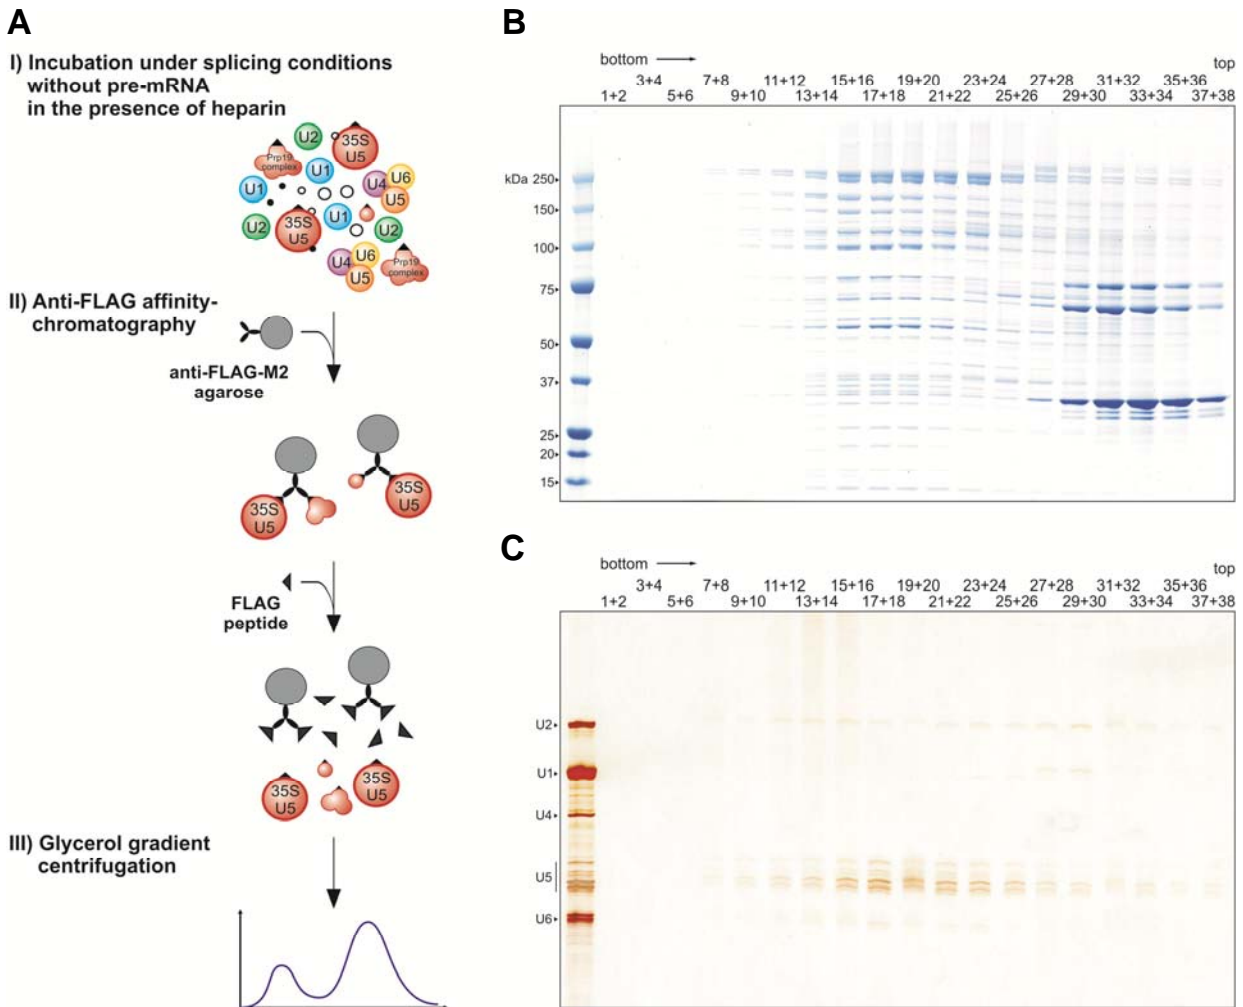 A
I) Incubation under splicing conditions
without pre-mRNA
in the presence of heparin
U2
35S
U5
Prp19
complex
U1
U1
U4
U6
U5
U2
35S
U5
U1
U2
U4
U6
U5
Prp19
complex
II) Anti-FLAG affinity-
chromatography
anti-FLAG-M2
agarose
35S
U5
35S
U5
FLAG
peptide
35S
U5
35S
U5
III) Glycerol gradient
centrifugation
B
bottom
top
3+4 7+8 11+12 15+16 19+20 23+24 27+28 31+32 35+36
1+2 5+6 9+10 13+14 17+18 21+22 25+26 29+30 33+34 37+38
kDa 250
150
100
75
50
37
25
20
15
C
bottom
top
3+4 7+8 11+12 15+16 19+20 23+24 27+28 31+32 35+36
1+2 5+6 9+10 13+14 17+18 21+22 25+26 29+30 33+34 37+38
U2
U1
U4
U5
U6